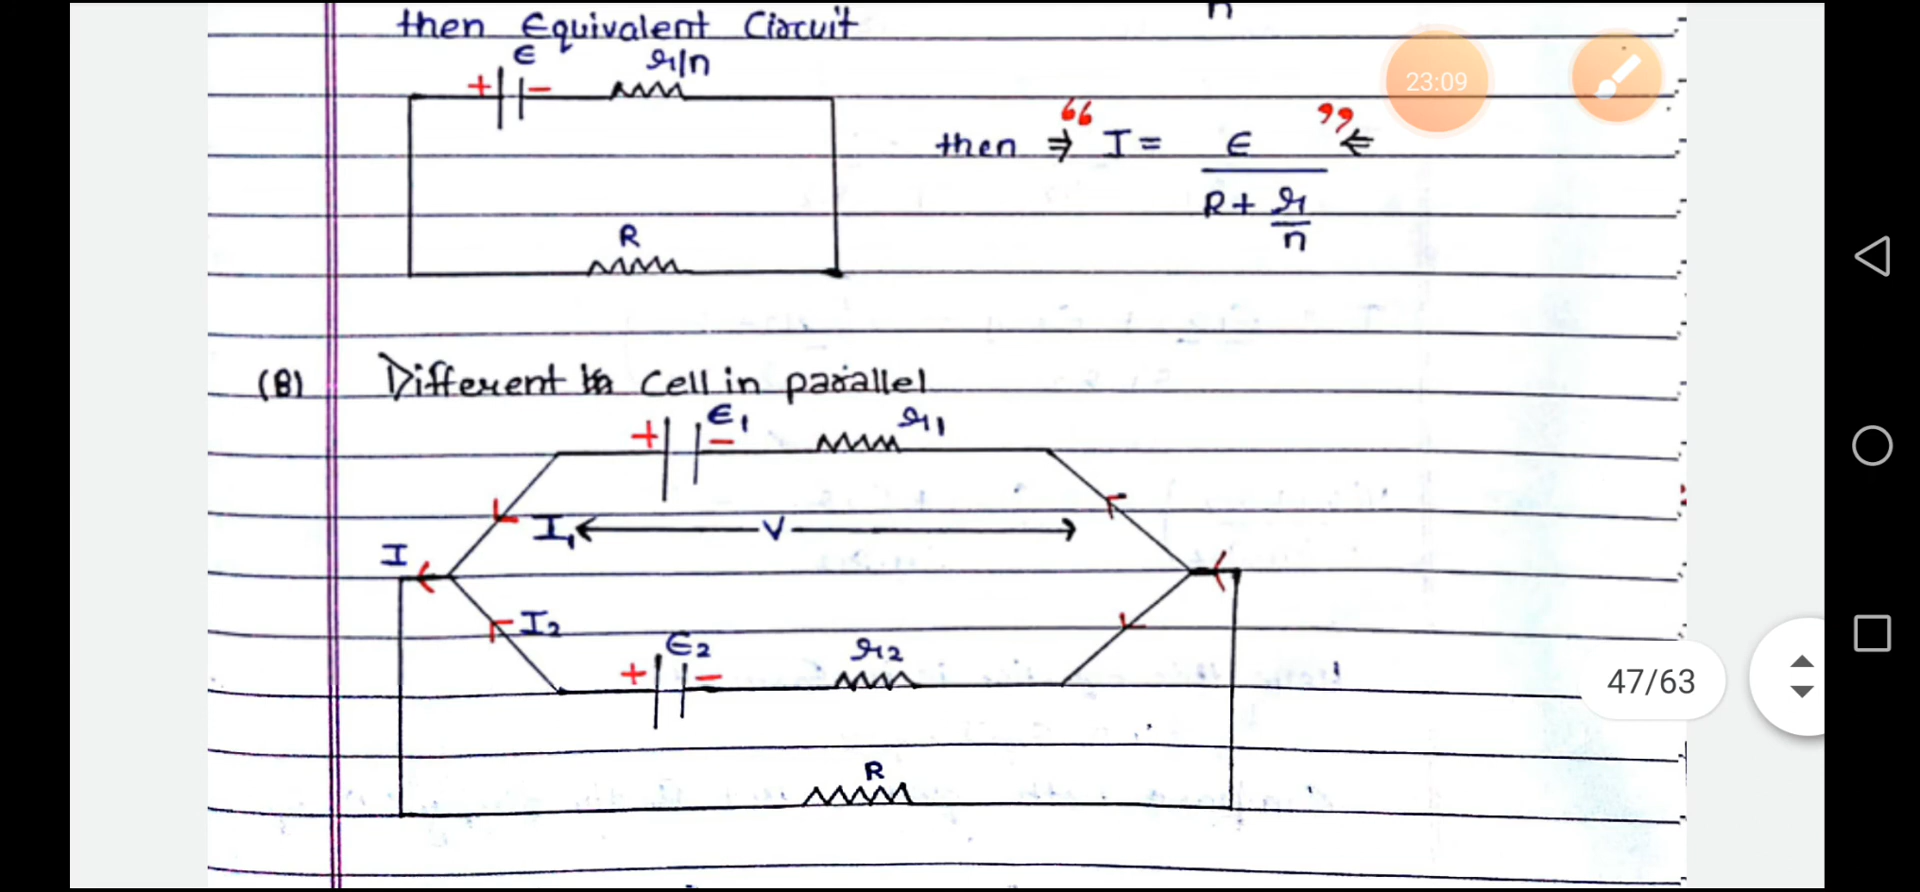 then Equivalent Circuit
n
ε
r/n
+
−
23:09
then ⇒ “ I = ε ” ⇐
R + r
n
R
(B) Different Cell in parallel
+
ε1
−
r1
I1
V
I
I2
+
ε2
−
r2
47/63
R